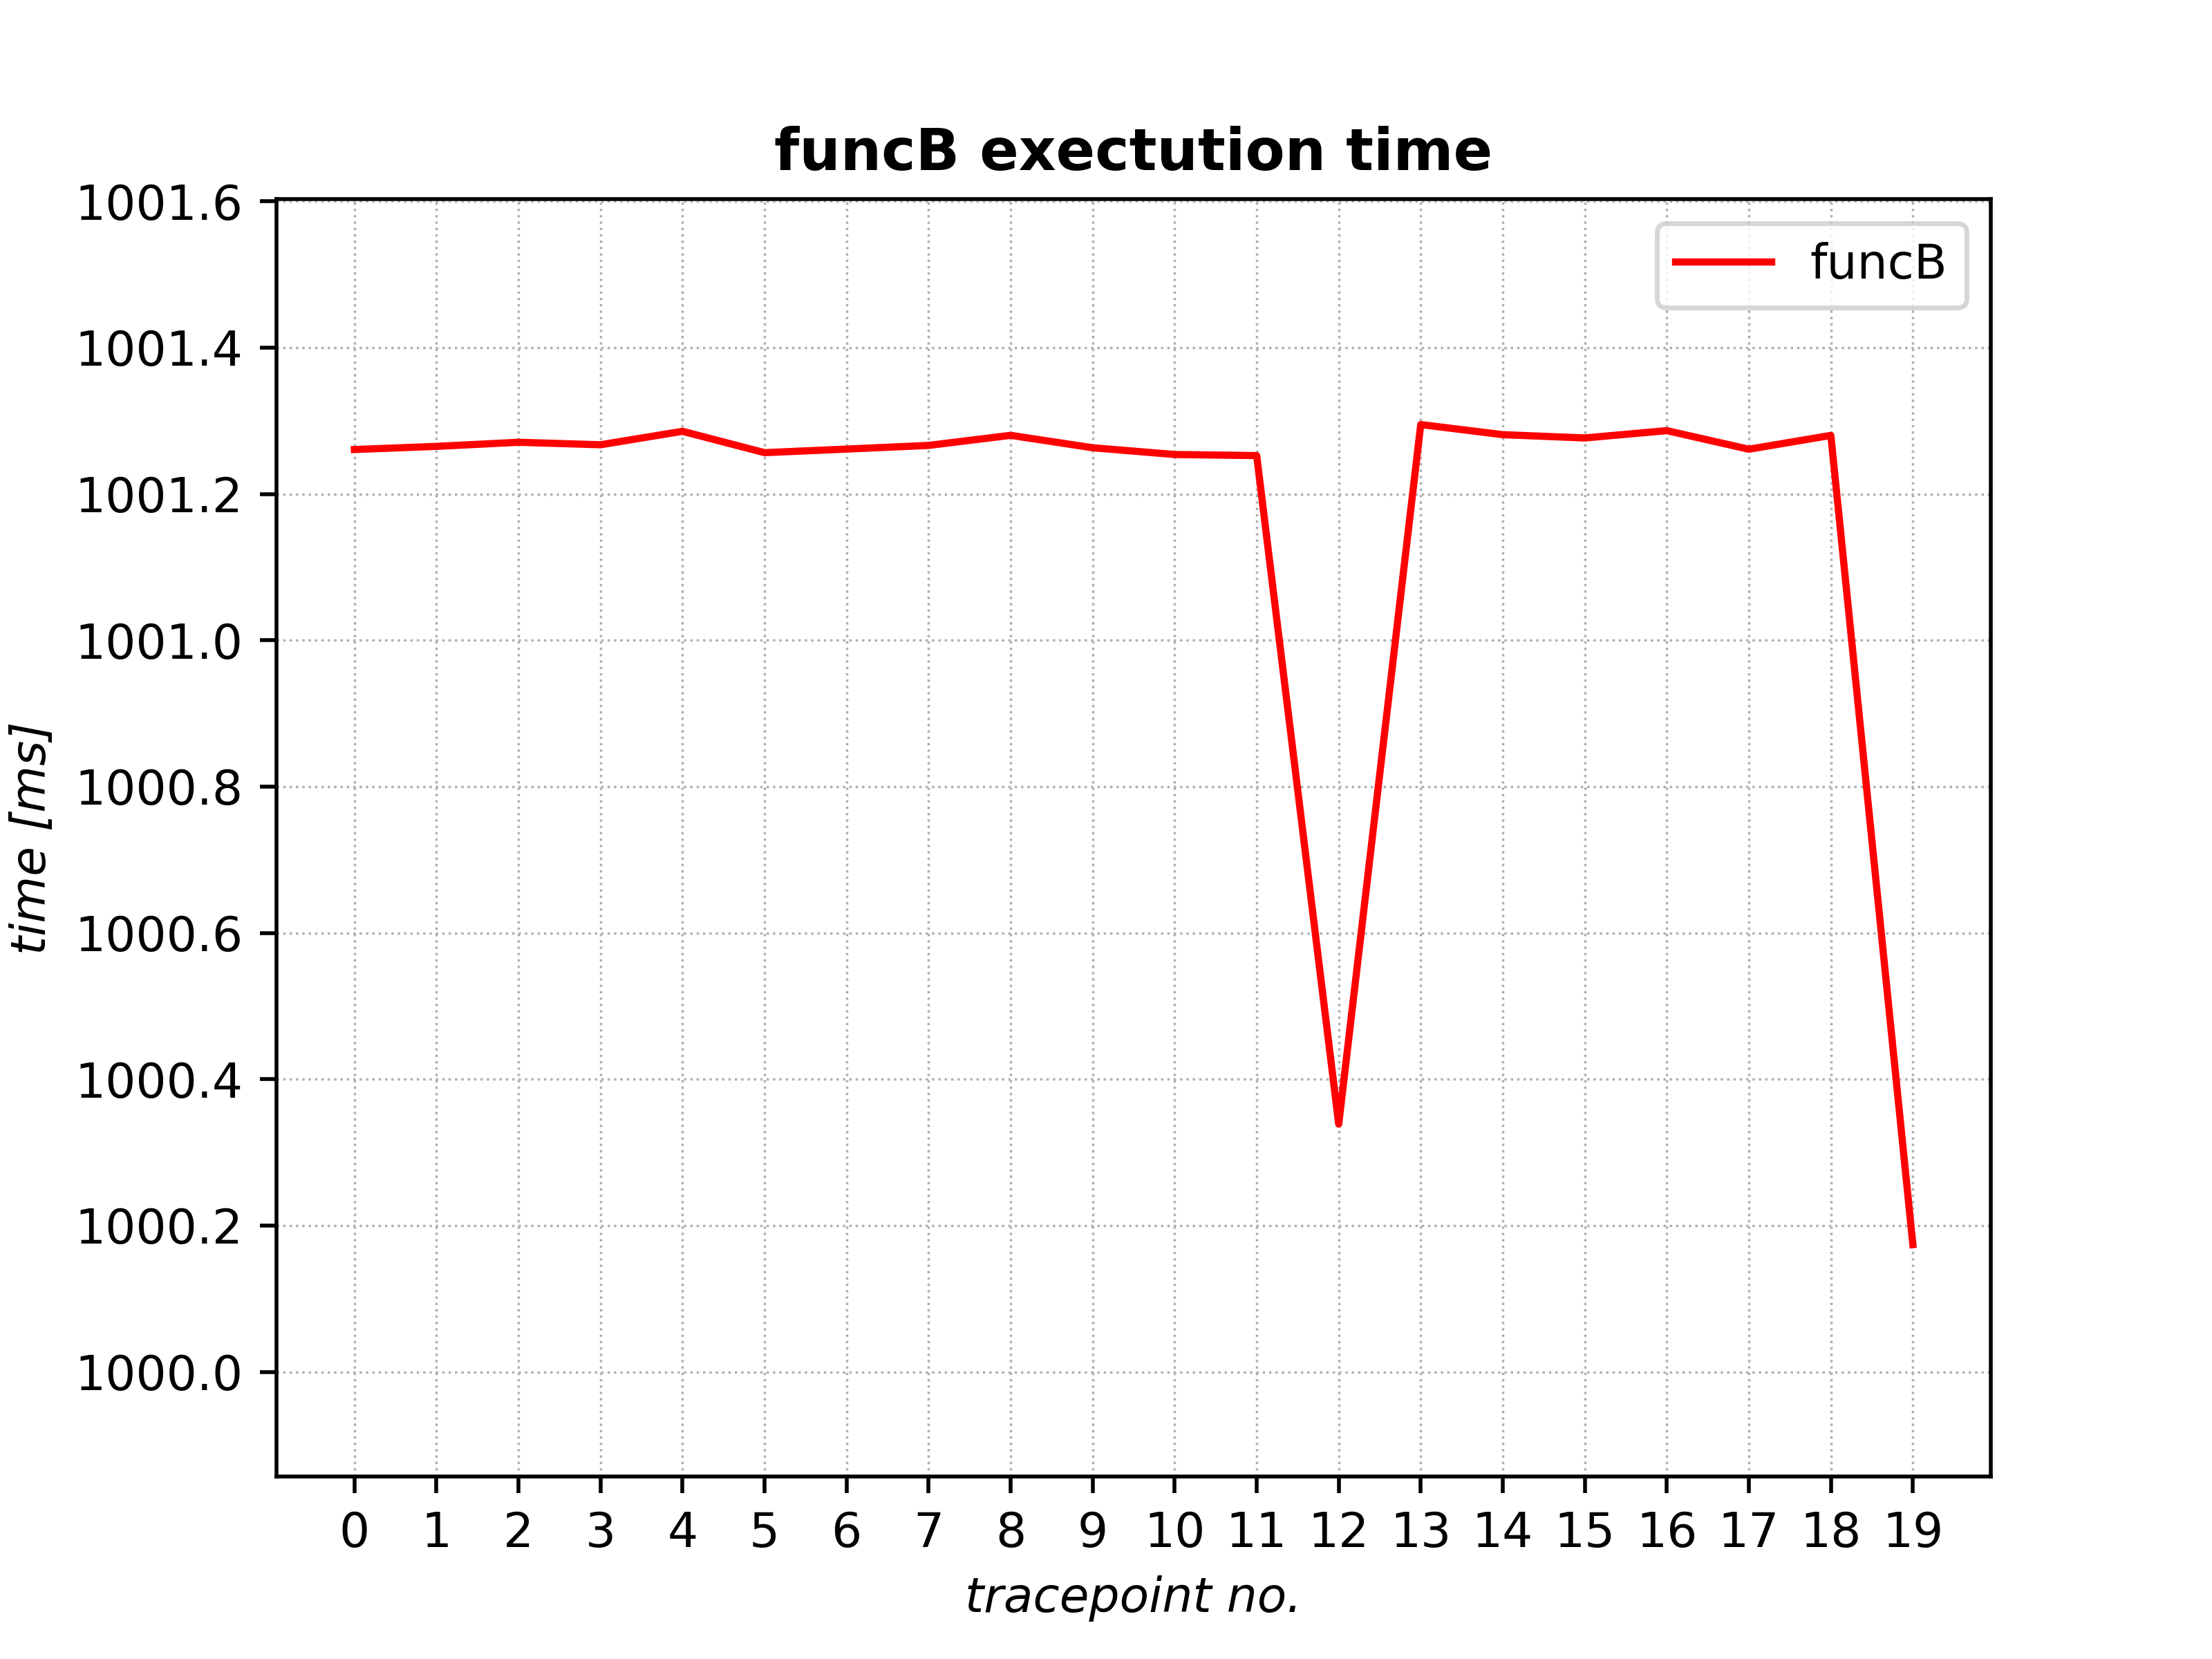 funcB exectution time
funcB
1001.6
1001.4
1001.2
1001.0
1000.8
1000.6
1000.4
1000.2
1000.0
time [ms]
0 1 2 3 4 5 6 7 8 9 10 11 12 13 14 15 16 17 18 19
tracepoint no.